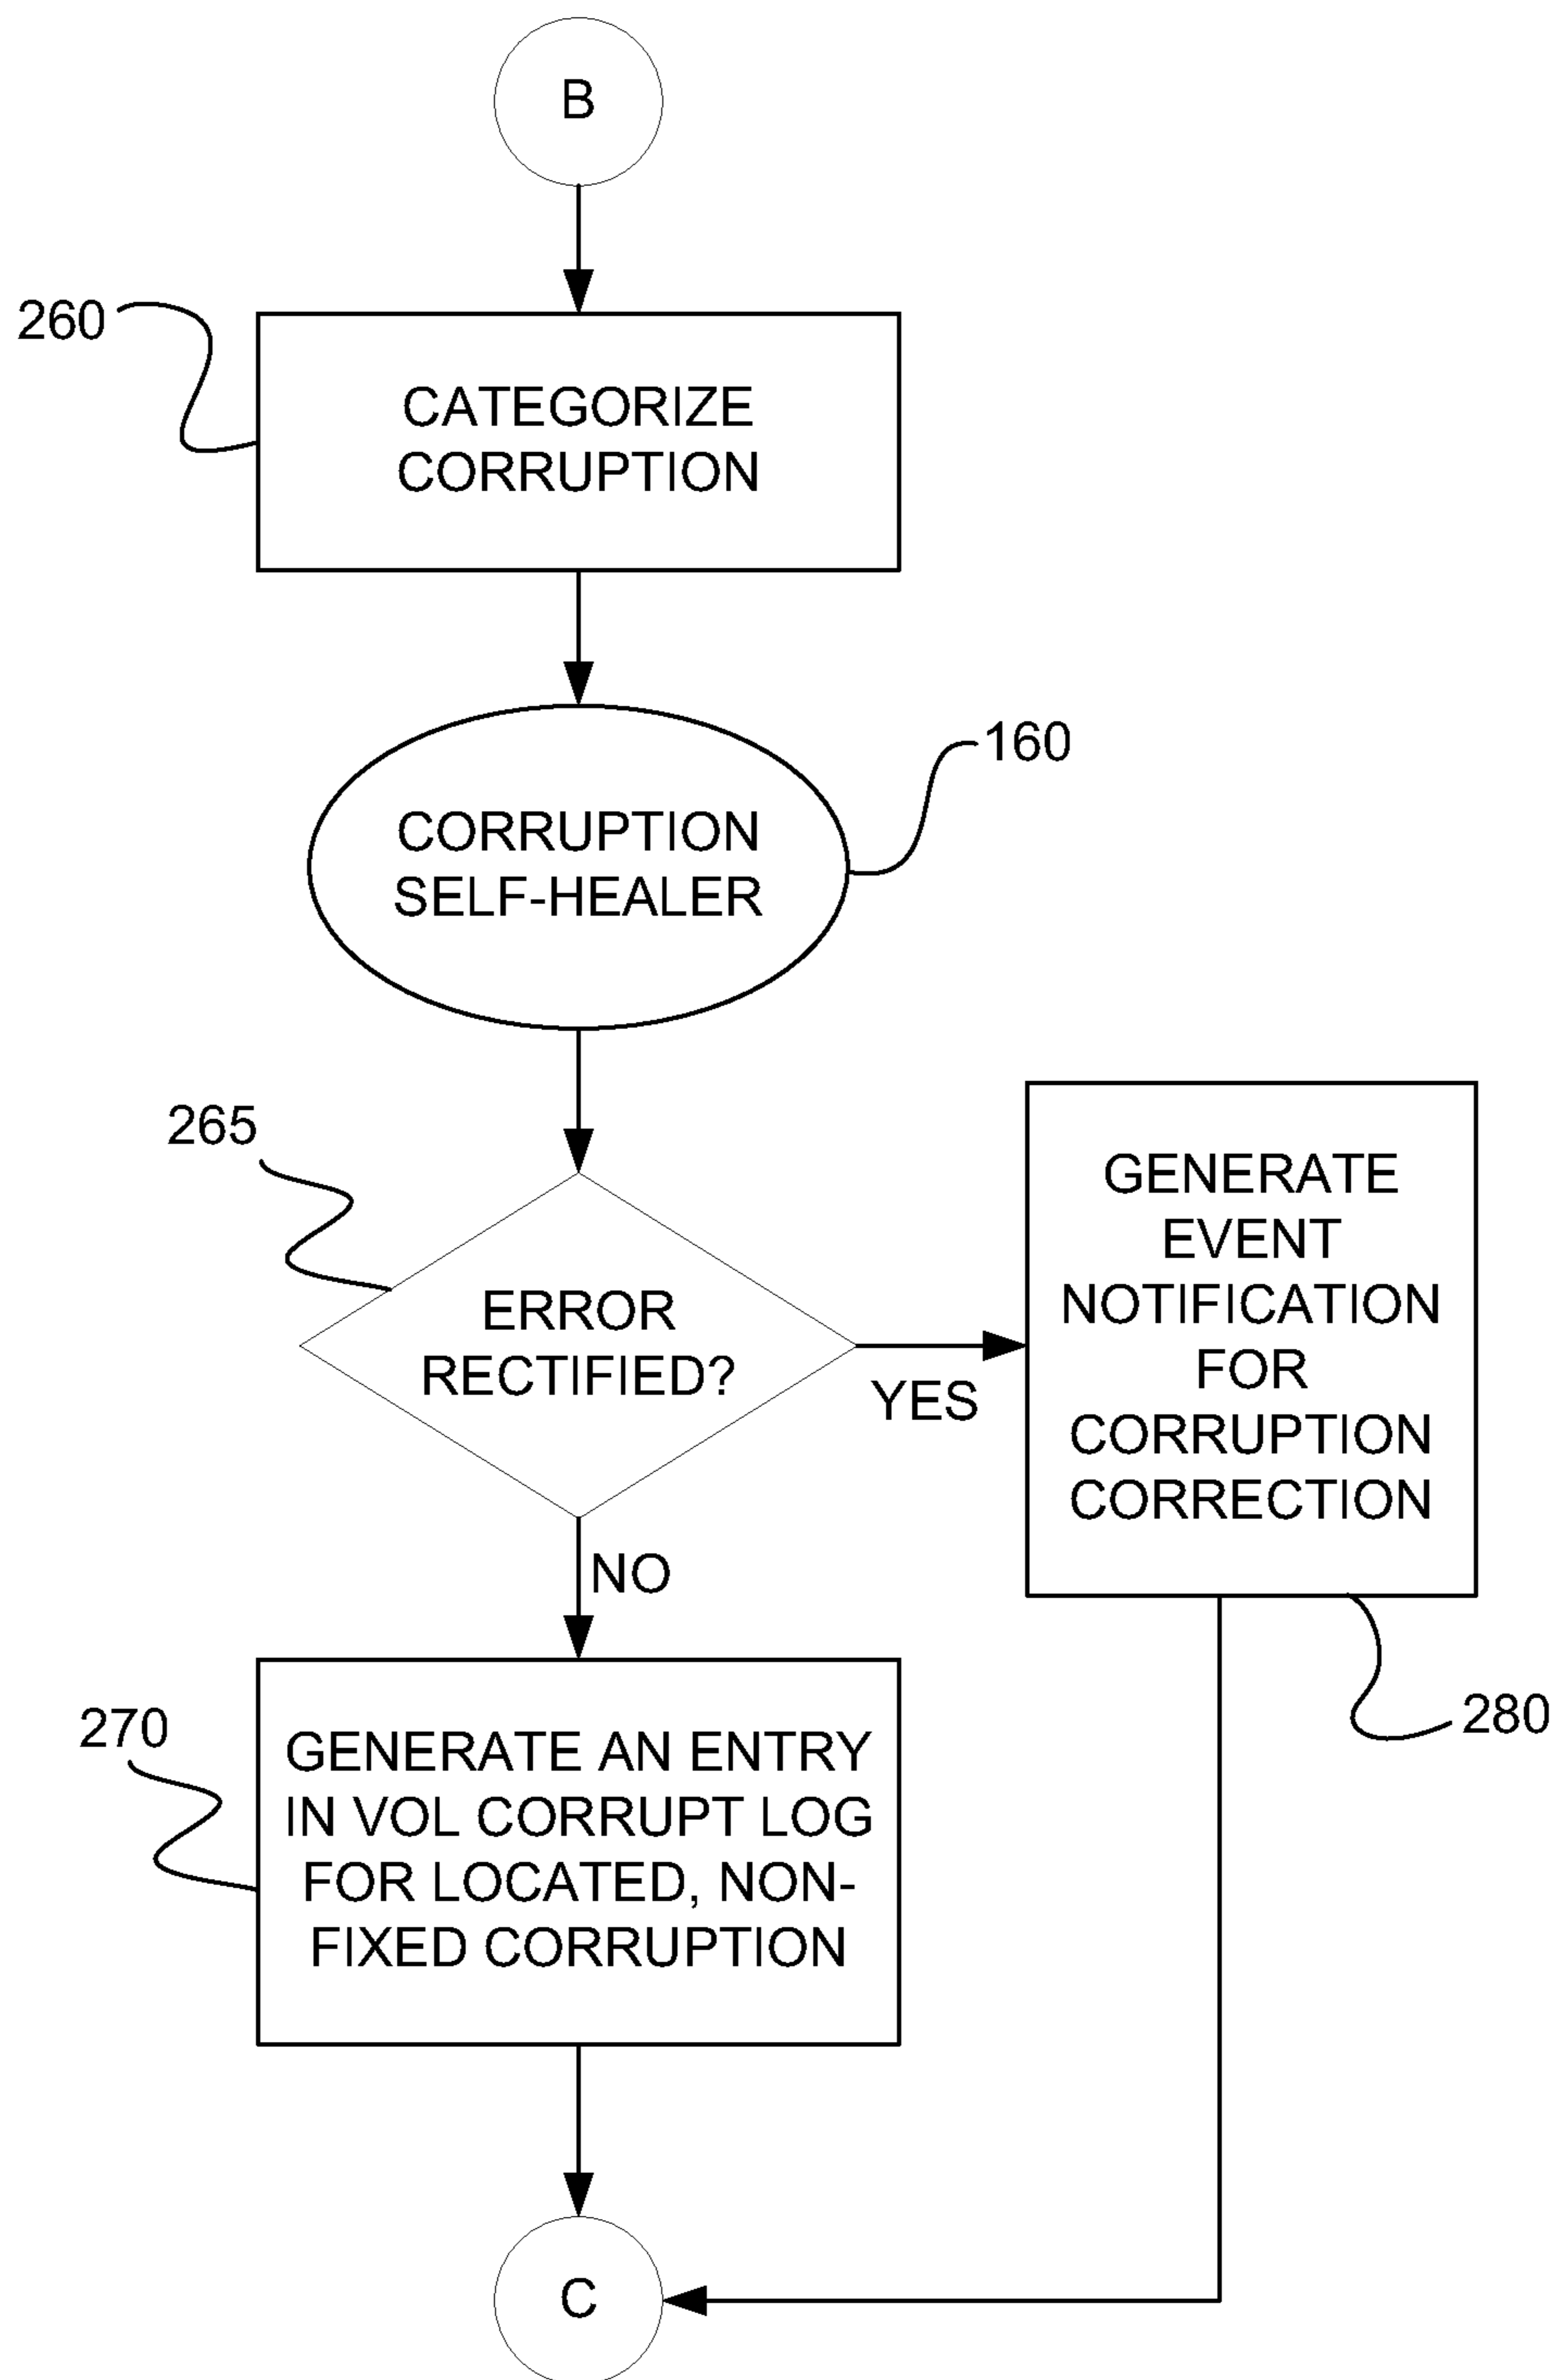 B
260
CATEGORIZE
CORRUPTION
160
CORRUPTION
SELF-HEALER
265
ERROR
RECTIFIED?
YES
GENERATE
EVENT
NOTIFICATION
FOR
CORRUPTION
CORRECTION
280
NO
270
GENERATE AN ENTRY
IN VOL CORRUPT LOG
FOR LOCATED, NON-
FIXED CORRUPTION
C